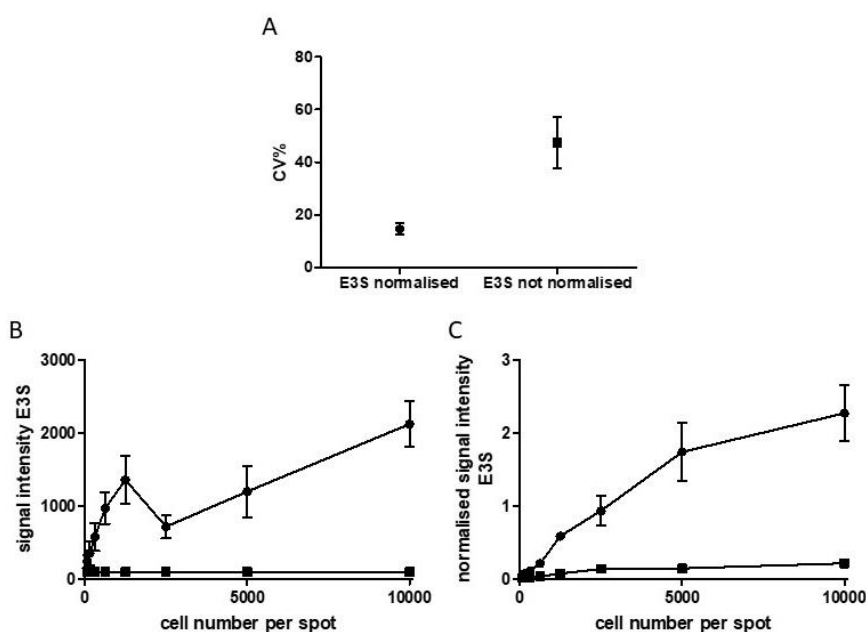 A
80
60
40
20
0
CV%
E3S normalised
E3S not normalised
B
3000
2000
1000
0
signal intensity E3S
0
5000
10000
cell number per spot
C
3
2
1
0
normalised signal intensity
E3S
0
5000
10000
cell number per spot